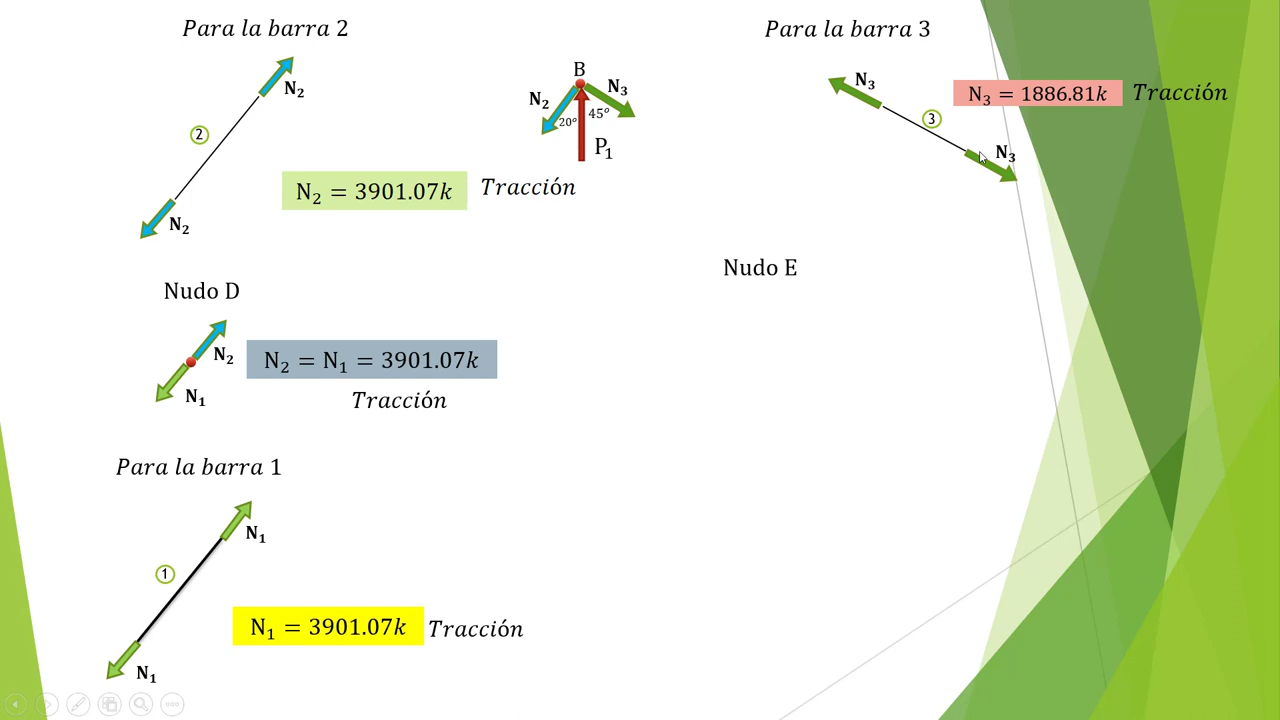 Para la barra 2
N₂
2
N₂
B
N₂
N₃
20º
45º
P₁
N₂ = 3901.07k
Tracción
Nudo D
N₂
N₁
N₂ = N₁ = 3901.07k
Tracción
Para la barra 1
N₁
1
N₁
N₁ = 3901.07k
Tracción
Para la barra 3
N₃
3
N₃
N₃ = 1886.81k
Tracción
Nudo E